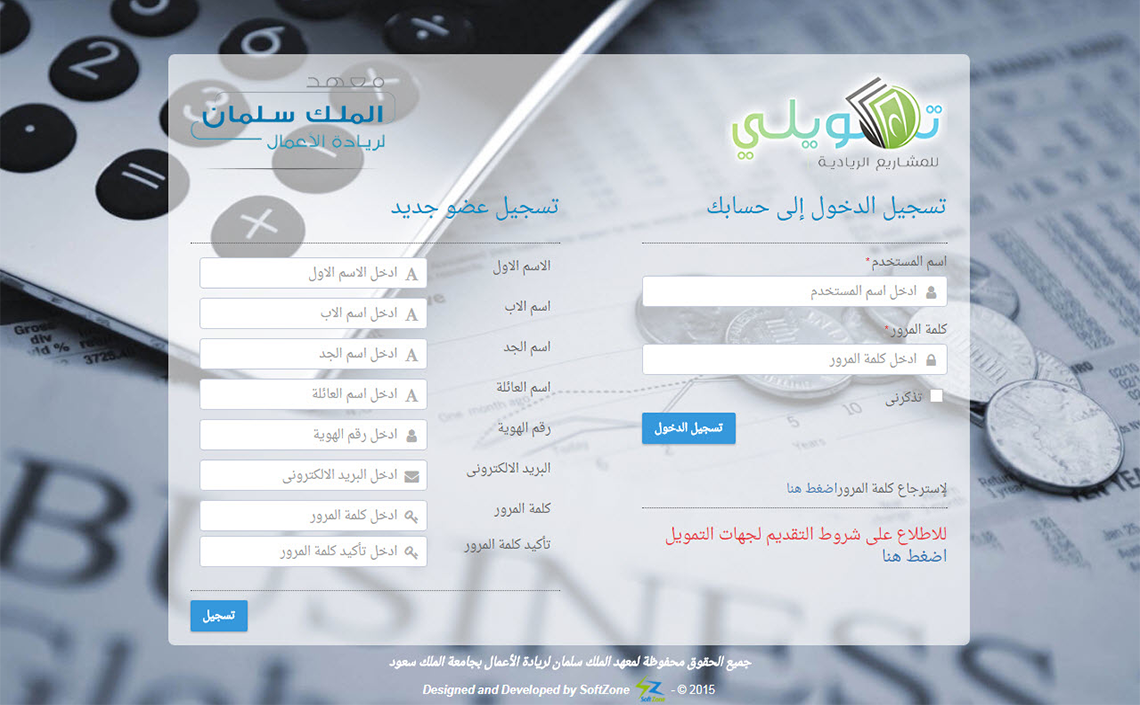 تمويلي
للمشاريع الريادية
معهد
الملك سلمان
لريادة الأعمال
تسجيل الدخول إلى حسابك
اسم المستخدم*
ادخل اسم المستخدم
كلمة المرور*
ادخل كلمة المرور
تذكرنى
تسجيل الدخول
لإسترجاع كلمة المروراضغط هنا
للاطلاع على شروط التقديم لجهات التمويل
اضغط هنا
تسجيل عضو جديد
الاسم الاول
ادخل الاسم الاول
اسم الاب
ادخل اسم الاب
اسم الجد
ادخل اسم الجد
اسم العائلة
ادخل اسم العائلة
رقم الهوية
ادخل رقم الهوية
البريد الالكترونى
ادخل البريد الالكترونى
كلمة المرور
ادخل كلمة المرور
تأكيد كلمة المرور
ادخل تأكيد كلمة المرور
تسجيل
جميع الحقوق محفوظة لمعهد الملك سلمان لريادة الأعمال بجامعة الملك سعود
Designed and Developed by SoftZone SoftZone - © 2015
BUSINESS